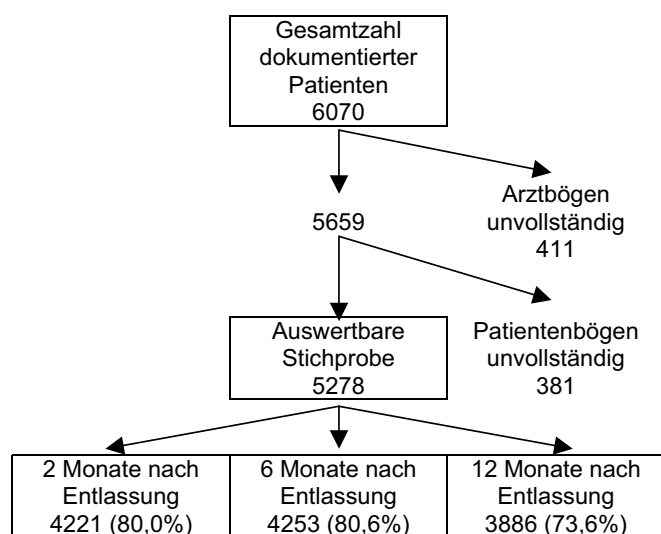 Gesamtzahl
dokumentierter
Patienten
6070
5659
Arztbögen
unvollständig
411
Auswertbare
Stichprobe
5278
Patientenbögen
unvollständig
381
2 Monate nach
Entlassung
4221 (80,0%)
6 Monate nach
Entlassung
4253 (80,6%)
12 Monate nach
Entlassung
3886 (73,6%)